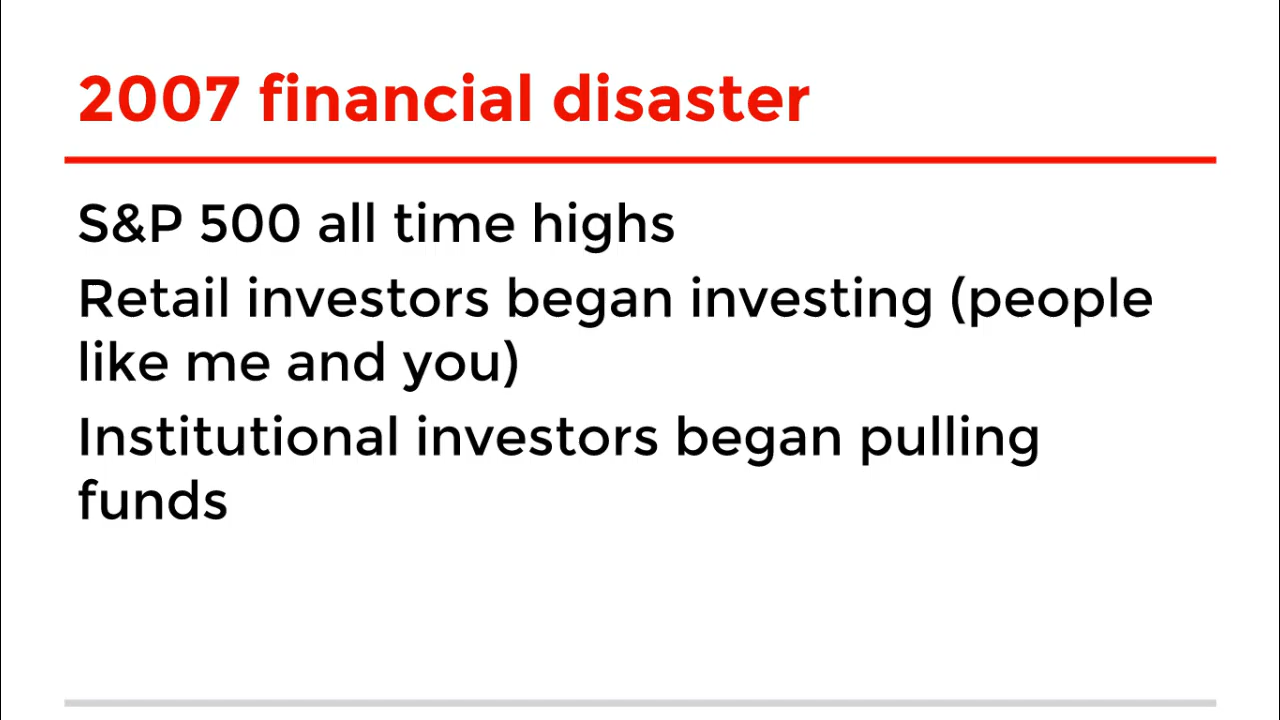 2007 financial disaster
S&P 500 all time highs
Retail investors began investing (people
like me and you)
Institutional investors began pulling
funds